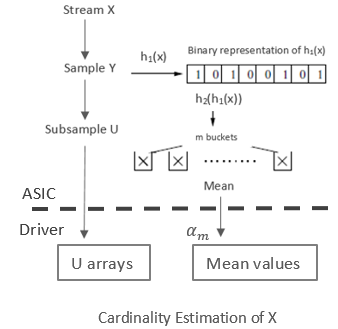 Stream X
Sample Y
h₁(x)
Binary representation of h₁(x)
1 0 1 0 0 1 0 1
h₂(h₁(x))
Subsample U
m buckets
X X ......... X
Mean
ASIC
Driver
αₘ
U arrays
Mean values
Cardinality Estimation of X